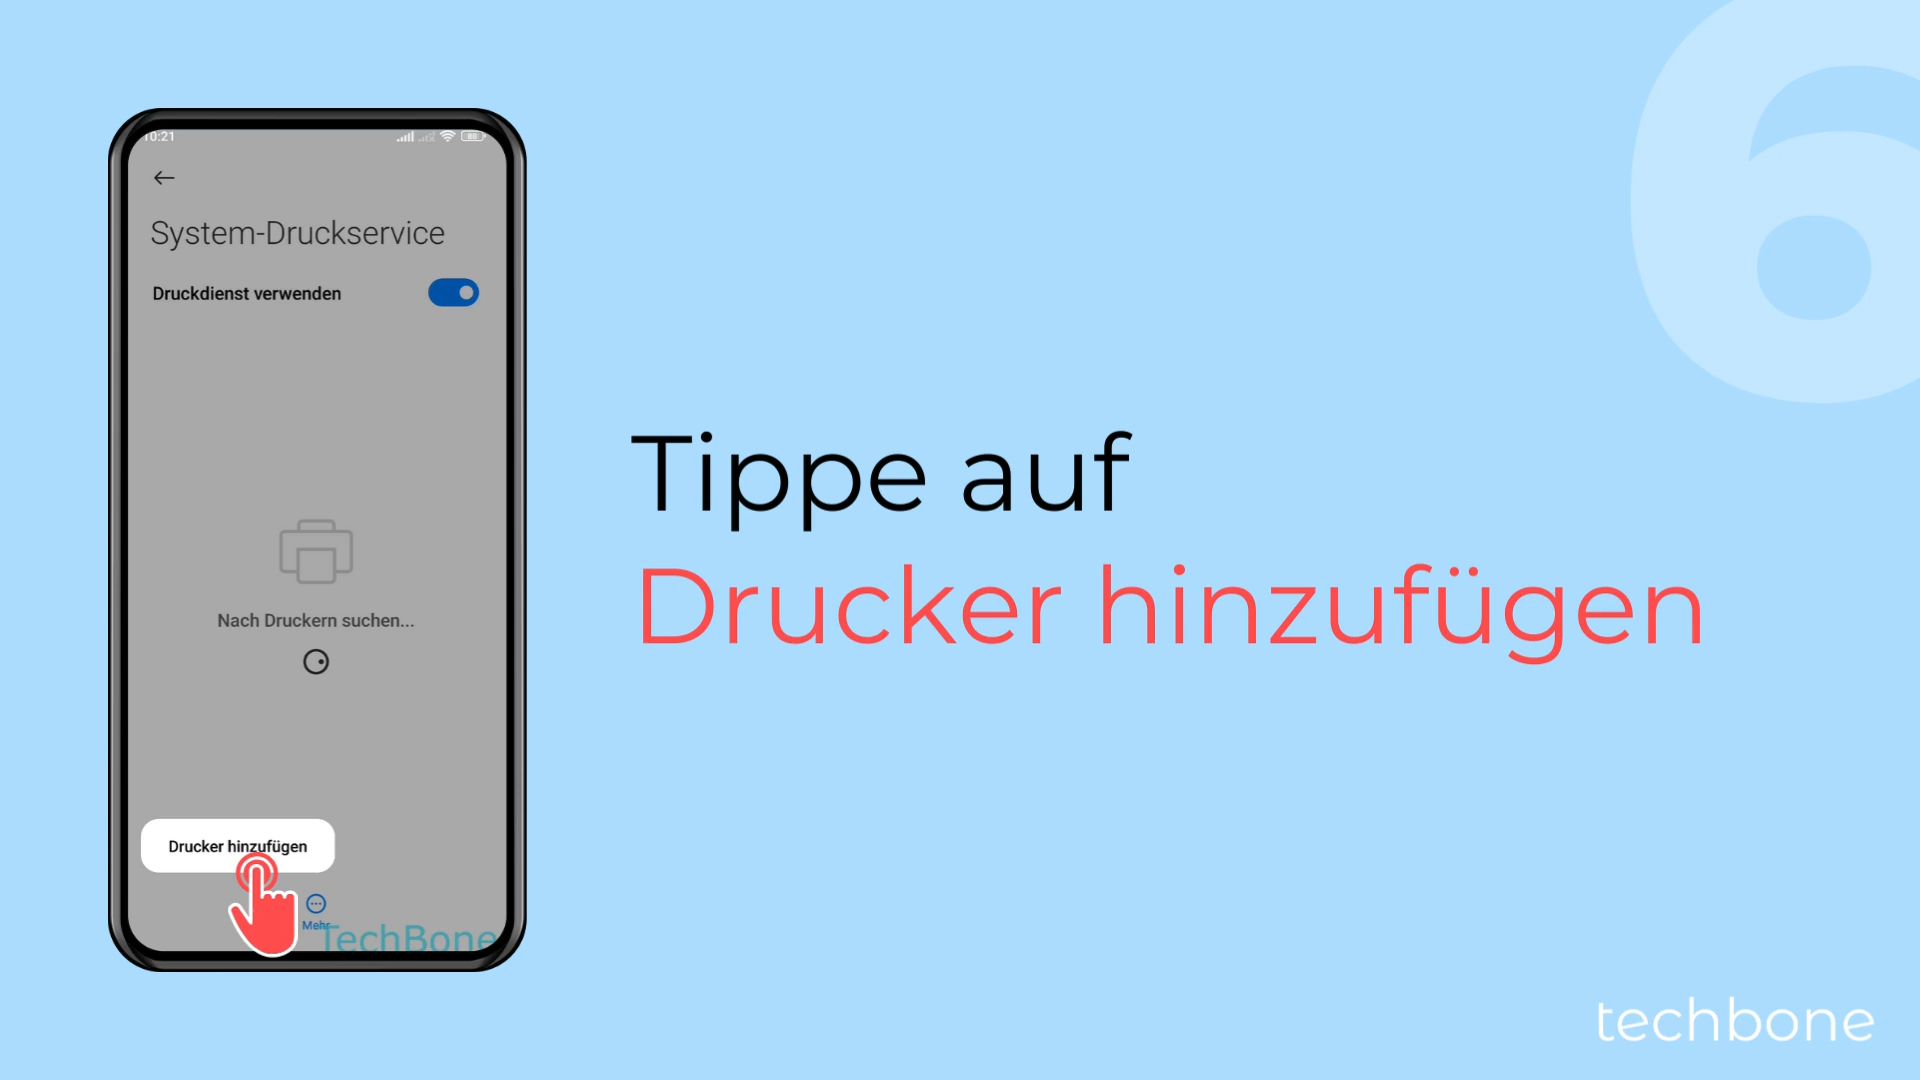 6
10:21
System-Druckservice
Druckdienst verwenden
Nach Druckern suchen...
Drucker hinzufügen
Mehr
TechBone
Tippe auf
Drucker hinzufügen
techbone